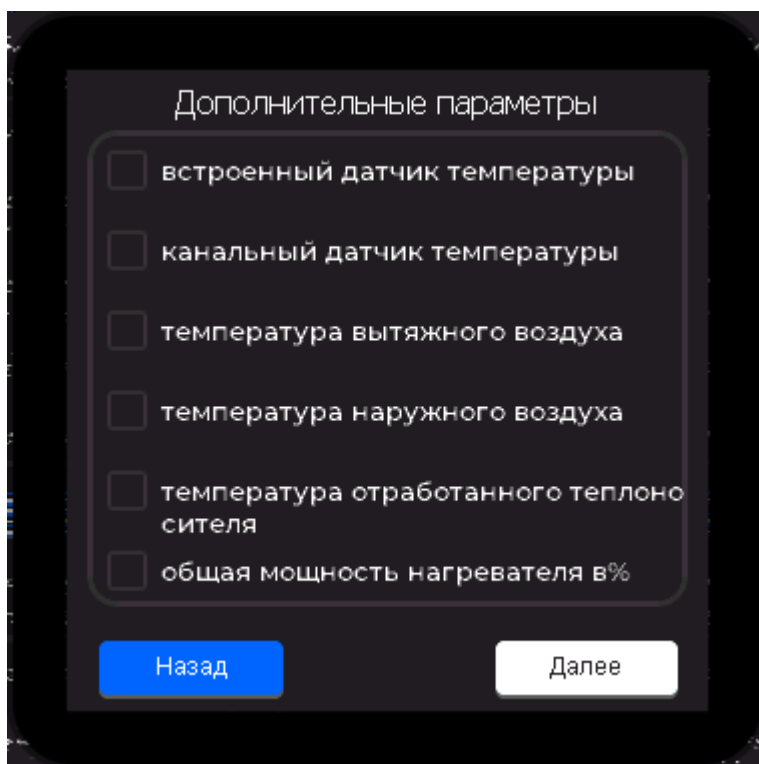 Дополнительные параметры
встроенный датчик температуры
канальный датчик температуры
температура вытяжного воздуха
температура наружного воздуха
температура отработанного теплоно
сителя
общая мощность нагревателя в%
Назад
Далее